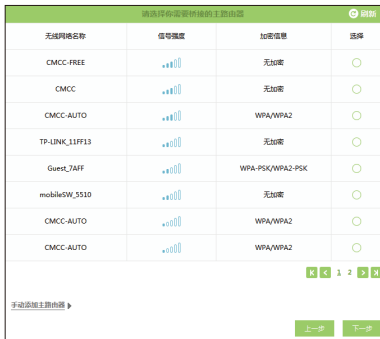 请选择你需要桥接的主路由器 刷新
无线网络名称 信号强度 加密信息 选择
CMCC-FREE 无加密
CMCC 无加密
CMCC-AUTO WPA/WPA2
TP-LINK_11FF13 无加密
Guest_7AFF WPA-PSK/WPA2-PSK
mobileSW_5510 无加密
CMCC-AUTO WPA/WPA2
CMCC-AUTO WPA/WPA2
1 2
手动添加主路由器
上一步 下一步